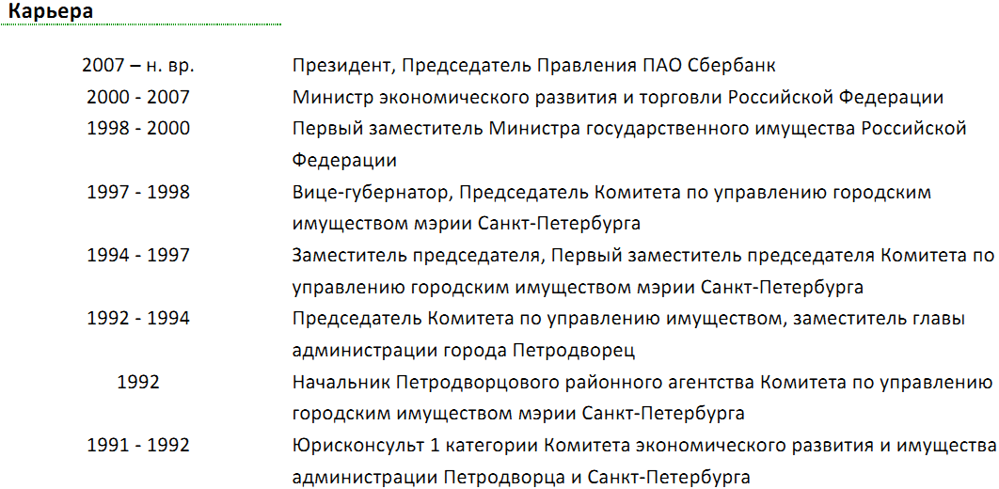 Карьера
2007 – н. вр. Президент, Председатель Правления ПАО Сбербанк
2000 - 2007 Министр экономического развития и торговли Российской Федерации
1998 - 2000 Первый заместитель Министра государственного имущества Российской
Федерации
1997 - 1998 Вице-губернатор, Председатель Комитета по управлению городским
имуществом мэрии Санкт-Петербурга
1994 - 1997 Заместитель председателя, Первый заместитель председателя Комитета по
управлению городским имуществом мэрии Санкт-Петербурга
1992 - 1994 Председатель Комитета по управлению имуществом, заместитель главы
администрации города Петродворец
1992 Начальник Петродворцового районного агентства Комитета по управлению
городским имуществом мэрии Санкт-Петербурга
1991 - 1992 Юрисконсульт 1 категории Комитета экономического развития и имущества
администрации Петродворца и Санкт-Петербурга